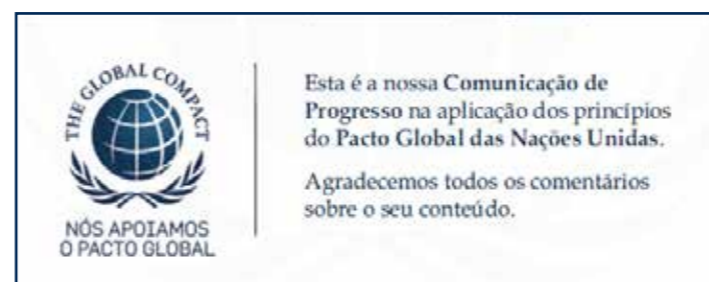 THE GLOBAL COMPACT
NÓS APOIAMOS
O PACTO GLOBAL
Esta é a nossa Comunicação de
Progresso na aplicação dos princípios
do Pacto Global das Nações Unidas.
Agradecemos todos os comentários
sobre o seu conteúdo.